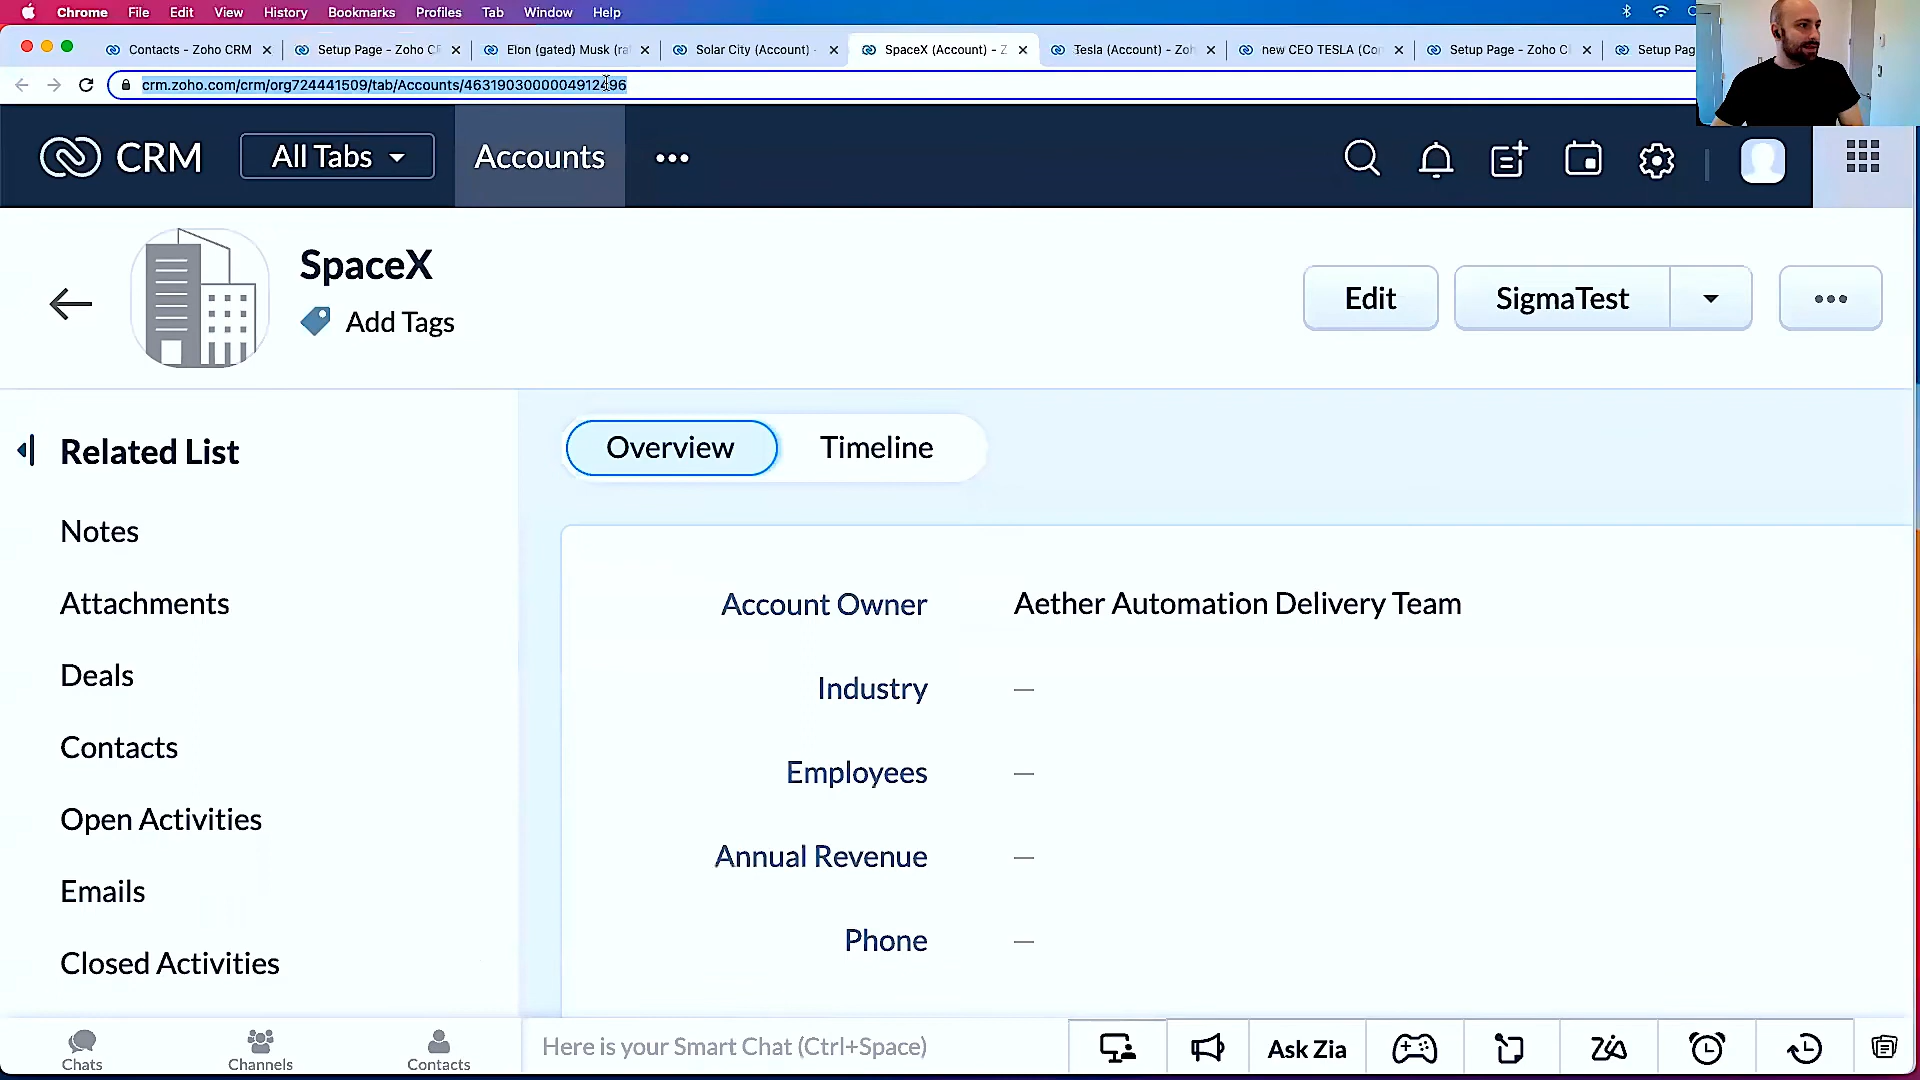 Chrome File Edit View History Bookmarks Profiles Tab Window Help
Contacts - Zoho CRM
Setup Page - Zoho C
Elon (gated) Musk
Solar City (Account) -
SpaceX (Account) - Z
Tesla (Account) - Zoh
new CEO TESLA (Co
Setup Page - Zoho C
Setup Pag
crm.zoho.com/crm/org724441509/tab/Accounts/4631903000004912496
CRM All Tabs Accounts
SpaceX
Add Tags
Edit SigmaTest
Related List
Overview Timeline
Notes
Attachments
Deals
Contacts
Open Activities
Emails
Closed Activities
Account Owner Aether Automation Delivery Team
Industry —
Employees —
Annual Revenue —
Phone —
Chats Channels Contacts
Here is your Smart Chat (Ctrl+Space)
Ask Zia